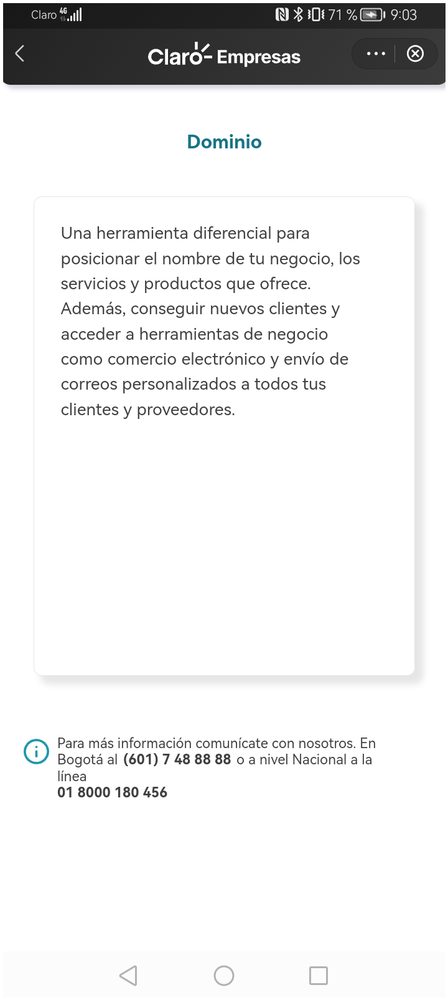 Claro 4G 71 % 9:03
Claro- Empresas
Dominio
Una herramienta diferencial para
posicionar el nombre de tu negocio, los
servicios y productos que ofrece.
Además, conseguir nuevos clientes y
acceder a herramientas de negocio
como comercio electrónico y envío de
correos personalizados a todos tus
clientes y proveedores.
Para más información comunícate con nosotros. En
Bogotá al (601) 7 48 88 88 o a nivel Nacional a la
línea
01 8000 180 456